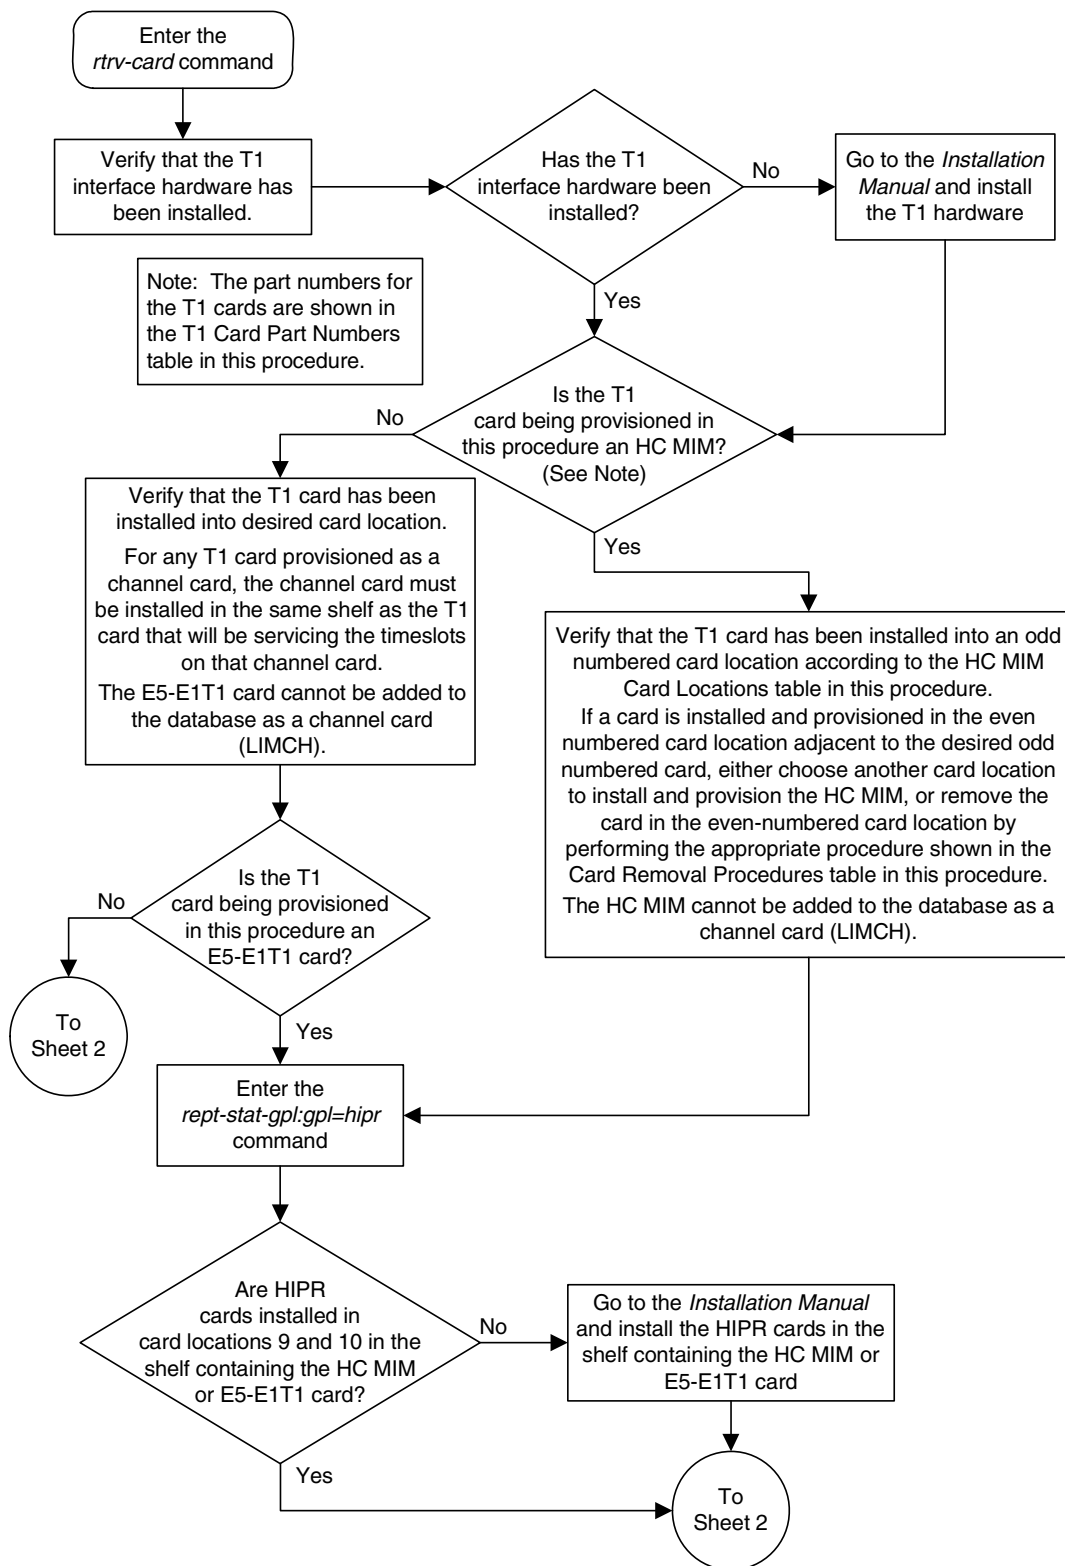 Enter the
rtrv-card command
Verify that the T1
interface hardware has
been installed.
Has the T1
interface hardware been
installed?
No
Go to the Installation
Manual and install
the T1 hardware
Note: The part numbers for
the T1 cards are shown in
the T1 Card Part Numbers
table in this procedure.
Yes
Is the T1
card being provisioned in
this procedure an HC MIM?
(See Note)
No
Yes
Verify that the T1 card has been
installed into desired card location.
For any T1 card provisioned as a
channel card, the channel card must
be installed in the same shelf as the T1
card that will be servicing the timeslots
on that channel card.
The E5-E1T1 card cannot be added to
the database as a channel card
(LIMCH).
Verify that the T1 card has been installed into an odd
numbered card location according to the HC MIM
Card Locations table in this procedure.
If a card is installed and provisioned in the even
numbered card location adjacent to the desired odd
numbered card, either choose another card location
to install and provision the HC MIM, or remove the
card in the even-numbered card location by
performing the appropriate procedure shown in the
Card Removal Procedures table in this procedure.
The HC MIM cannot be added to the database as a
channel card (LIMCH).
Is the T1
card being provisioned
in this procedure an
E5-E1T1 card?
No
To
Sheet 2
Yes
Enter the
rept-stat-gpl:gpl=hipr
command
Are HIPR
cards installed in
card locations 9 and 10 in the
shelf containing the HC MIM
or E5-E1T1 card?
No
Go to the Installation Manual
and install the HIPR cards in the
shelf containing the HC MIM or
E5-E1T1 card
Yes
To
Sheet 2